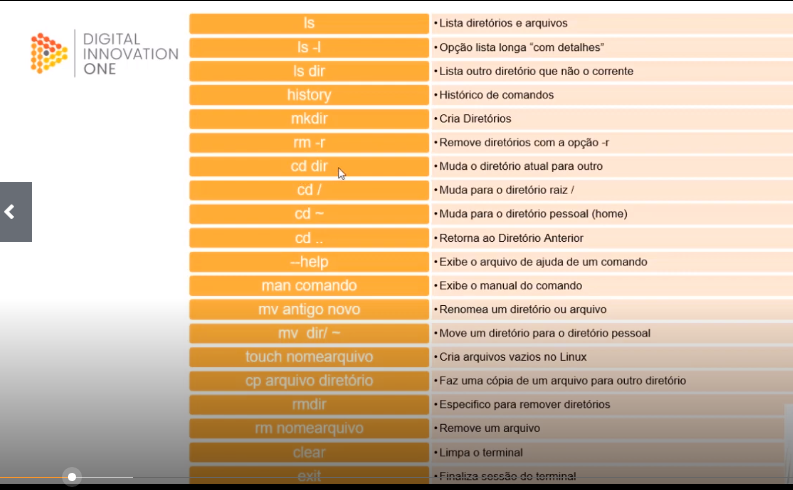 DIGITAL
INNOVATION
ONE
ls • Lista diretórios e arquivos
ls -l • Opção lista longa "com detalhes"
ls dir • Lista outro diretório que não o corrente
history • Histórico de comandos
mkdir • Cria Diretórios
rm -r • Remove diretórios com a opção -r
cd dir • Muda o diretório atual para outro
cd / • Muda para o diretório raiz /
cd ~ • Muda para o diretório pessoal (home)
cd .. • Retorna ao Diretório Anterior
--help • Exibe o arquivo de ajuda de um comando
man comando • Exibe o manual do comando
mv antigo novo • Renomea um diretório ou arquivo
mv dir/ ~ • Move um diretório para o diretório pessoal
touch nomearquivo • Cria arquivos vazios no Linux
cp arquivo diretório • Faz uma cópia de um arquivo para outro diretório
rmdir • Especifico para remover diretórios
rm nomearquivo • Remove um arquivo
clear • Limpa o terminal
exit • Finaliza sessão do terminal